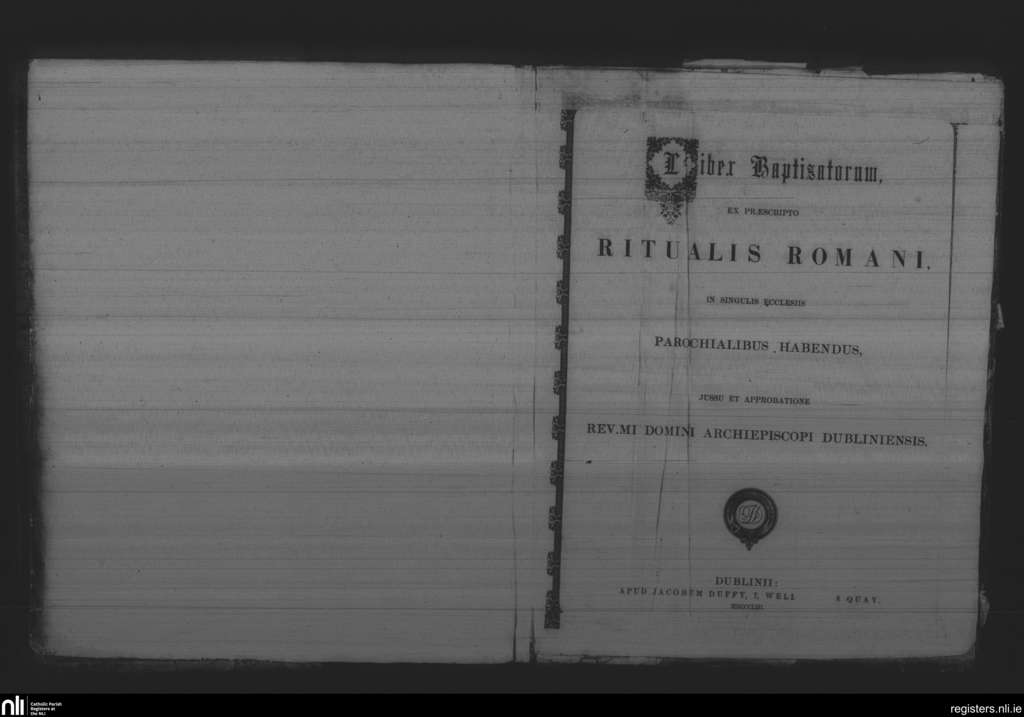 Liber Baptizatorum,
EX PRÆSCRIPTO
RITUALIS ROMANI,
IN SINGULIS ECCLESIIS
PAROCHIALIBUS HABENDUS,
JUSSU ET APPROBATIONE
REV.MI DOMINI ARCHIEPISCOPI DUBLINIENSIS.
DUBLINII:
APUD JACOBUM DUFFY, 7, WELL S QUAY.
nli
Catholic Parish
Registers at
the NLI
registers.nli.ie